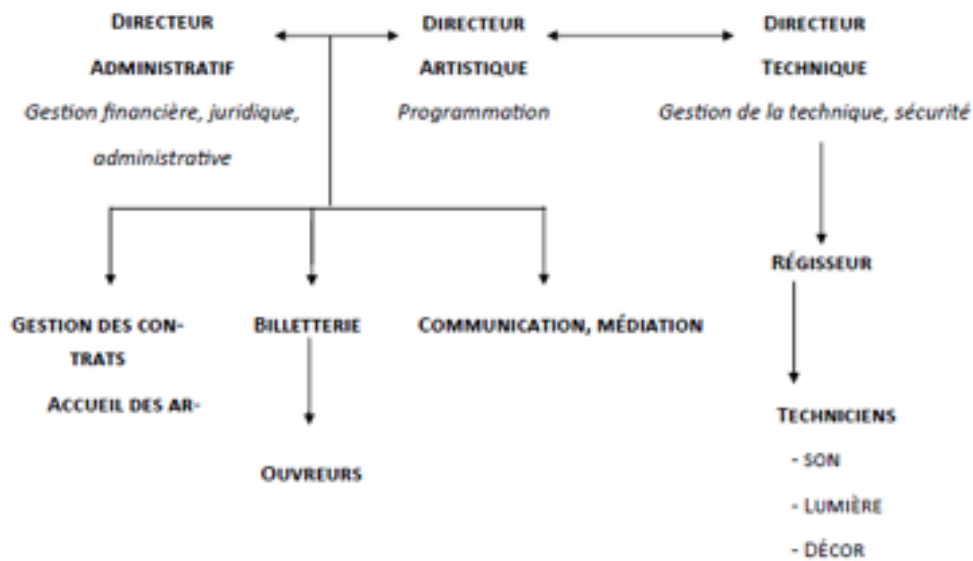 DIRECTEUR
ADMINISTRATIF
Gestion financière, juridique,
administrative
DIRECTEUR
ARTISTIQUE
Programmation
DIRECTEUR
TECHNIQUE
Gestion de la technique, sécurité
GESTION DES CON-
TRATS
ACCUEIL DES AR-
BILLETTERIE
OUVREURS
COMMUNICATION, MÉDIATION
RÉGISSEUR
TECHNICIENS
- SON
- LUMIÈRE
- DÉCOR